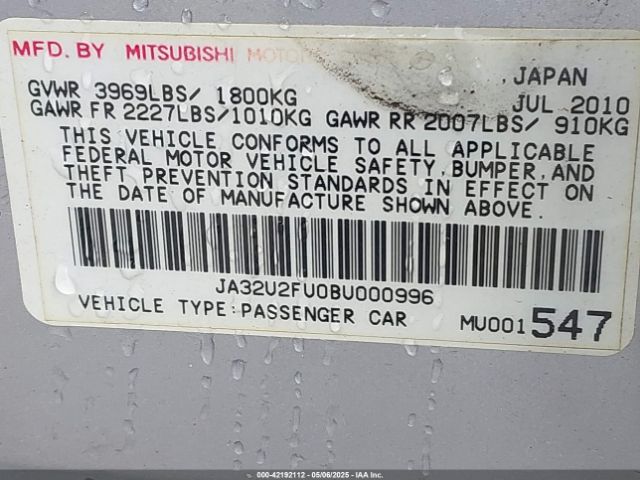 MFD. BY MITSUBISHI MOTOR
JAPAN
GVWR 3969LBS/ 1800KG JUL 2010
GAWR FR 2227LBS/1010KG GAWR RR 2007LBS/ 910KG
THIS VEHICLE CONFORMS TO ALL APPLICABLE
FEDERAL MOTOR VEHICLE SAFETY, BUMPER, AND
THEFT PREVENTION STANDARDS IN EFFECT ON
THE DATE OF MANUFACTURE SHOWN ABOVE.
JA32U2FU0BU000996
VEHICLE TYPE:PASSENGER CAR MU001547
000-42192112 - 05/06/2025 -